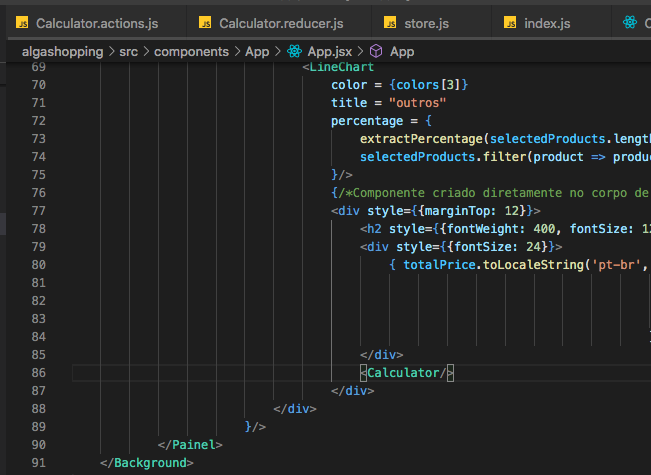 JS Calculator.actions.js JS Calculator.reducer.js JS store.js JS index.js
algashopping > src > components > App > App.jsx > App
69 <LineChart
70 color = {colors[3]}
71 title = "outros"
72 percentage = {
73 extractPercentage(selectedProducts.length
74 selectedProducts.filter(product => produ
75 }/>
76 {/*Componente criado diretamente no corpo de
77 <div style={{marginTop: 12}}>
78 <h2 style={{fontWeight: 400, fontSize: 12
79 <div style={{fontSize: 24}}>
80 { totalPrice.toLocaleString('pt-br',
81
82
83
84
85 </div>
86 <Calculator/>
87 </div>
88 </div>
89 }/>
90 </Painel>
91 </Background>